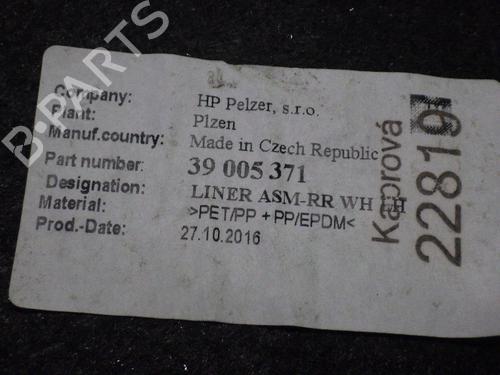 Company: HP Pelzer, s.r.o.
Plant: Plzen
Manuf.country: Made in Czech Republic
Part number: 39 005 371
Designation: LINER ASM-RR WH LH
Material: >PET/PP + PP/EPDM<
Prod.-Date: 27.10.2016
Kaprová
22819
B-PARTS